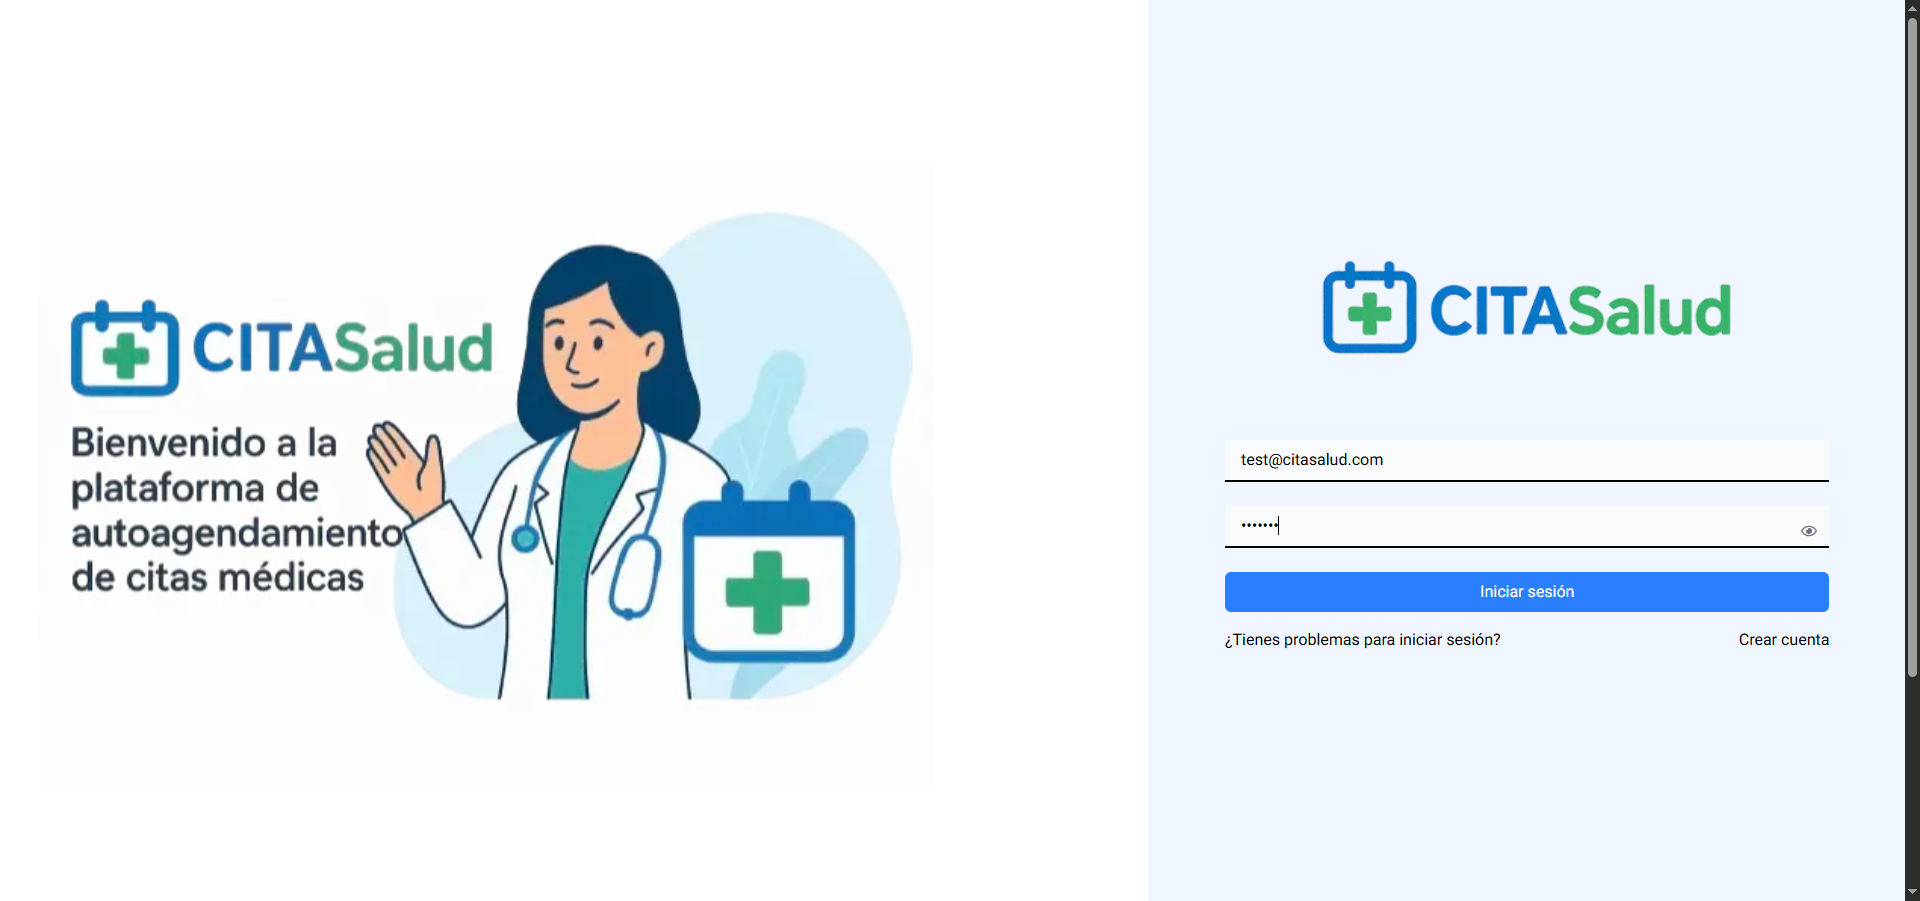 CITASalud
Bienvenido a la
plataforma de
autoagendamiento
de citas médicas
CITASalud
test@citasalud.com
•••••••
Iniciar sesión
¿Tienes problemas para iniciar sesión?
Crear cuenta